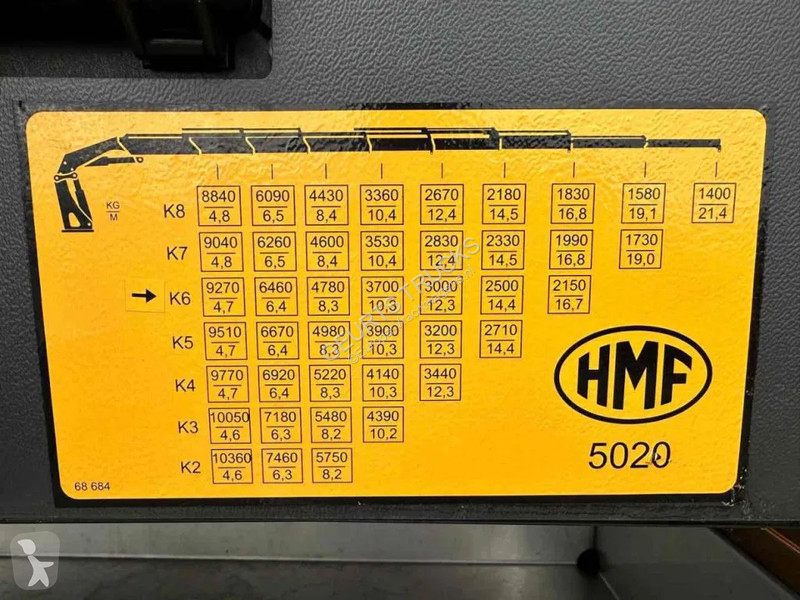 KG
M
K8 8840 6090 4430 3360 2670 2180 1830 1580 1400
4,8 6,5 8,4 10,4 12,4 14,5 16,8 19,1 21,4
K7 9040 6260 4600 3530 2830 2330 1990 1730
4,8 6,5 8,4 10,4 12,4 14,5 16,8 19,0
K6 9270 6460 4780 3700 3000 2500 2150
4,7 6,4 8,3 10,3 12,3 14,4 16,7
K5 9510 6670 4980 3900 3200 2710
4,7 6,4 8,3 10,3 12,3 14,4
K4 9770 6920 5220 4140 3440
4,7 6,4 8,3 10,3 12,3
K3 10050 7180 5480 4390
4,6 6,3 8,2 10,2
K2 10360 7460 5750
4,6 6,3 8,2
HMF
5020
68 684
DEURTSTRUCKS